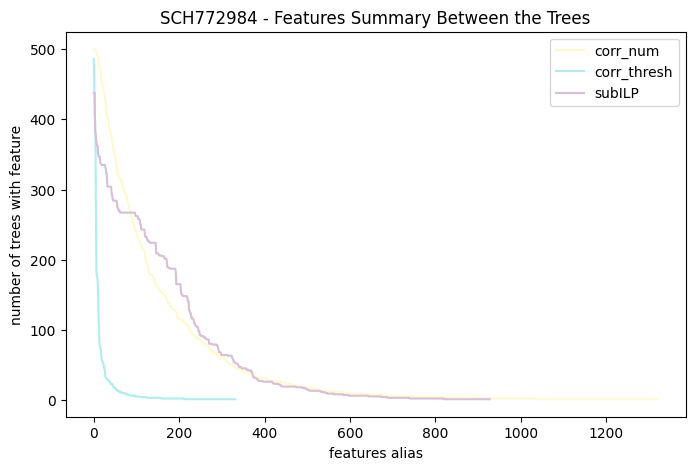 SCH772984 - Features Summary Between the Trees
corr_num
corr_thresh
subILP
number of trees with feature
500
400
300
200
100
0
0 200 400 600 800 1000 1200
features alias